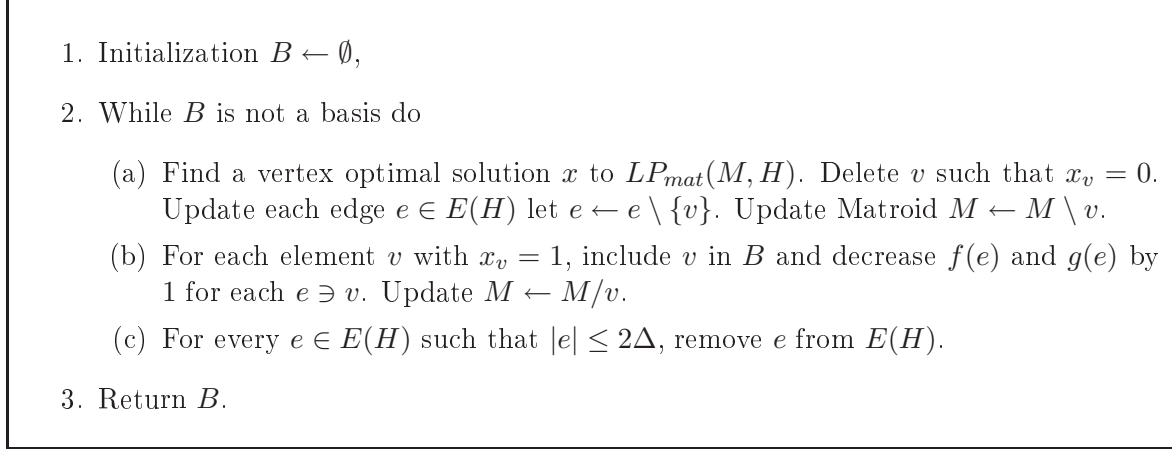 1. Initialization B ← ∅,
2. While B is not a basis do
(a) Find a vertex optimal solution x to LP_{mat}(M, H). Delete v such that x_v = 0.
Update each edge e ∈ E(H) let e ← e \ {v}. Update Matroid M ← M \ v.
(b) For each element v with x_v = 1, include v in B and decrease f(e) and g(e) by
1 for each e ∋ v. Update M ← M/v.
(c) For every e ∈ E(H) such that |e| ≤ 2Δ, remove e from E(H).
3. Return B.